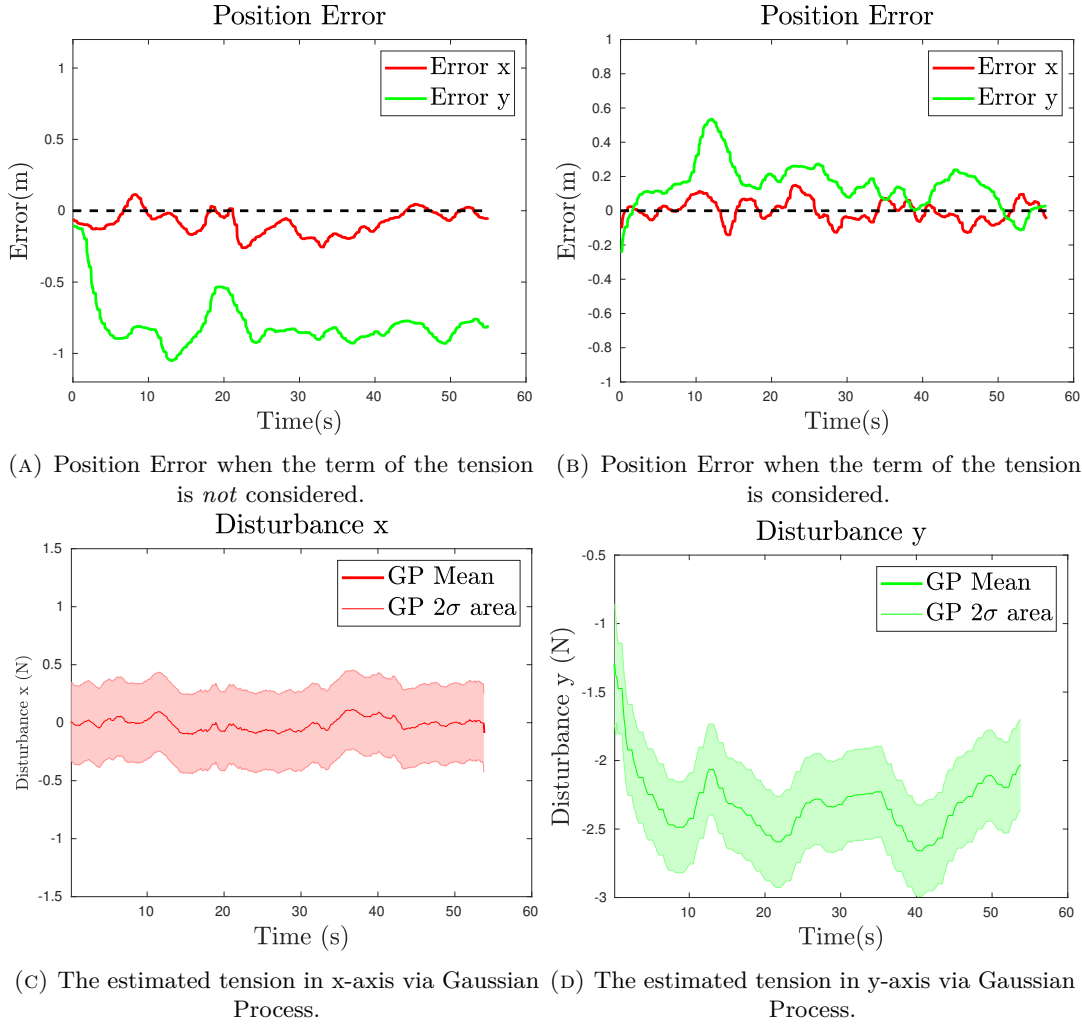 Position Error
Error x
Error y
1
0.5
0
-0.5
-1
Error(m)
0 10 20 30 40 50 60
Time(s)
(A) Position Error when the term of the tension
is not considered.
Position Error
Error x
Error y
1
0.8
0.6
0.4
0.2
0
-0.2
-0.4
-0.6
-0.8
-1
Error(m)
0 10 20 30 40 50 60
Time(s)
(B) Position Error when the term of the tension
is considered.
Disturbance x
GP Mean
GP 2σ area
1.5
1
0.5
0
-0.5
-1
-1.5
Disturbance x (N)
10 20 30 40 50 60
Time (s)
(C) The estimated tension in x-axis via Gaussian
Process.
Disturbance y
GP Mean
GP 2σ area
-0.5
-1
-1.5
-2
-2.5
-3
Disturbance y (N)
10 20 30 40 50 60
Time(s)
(D) The estimated tension in y-axis via Gaussian
Process.